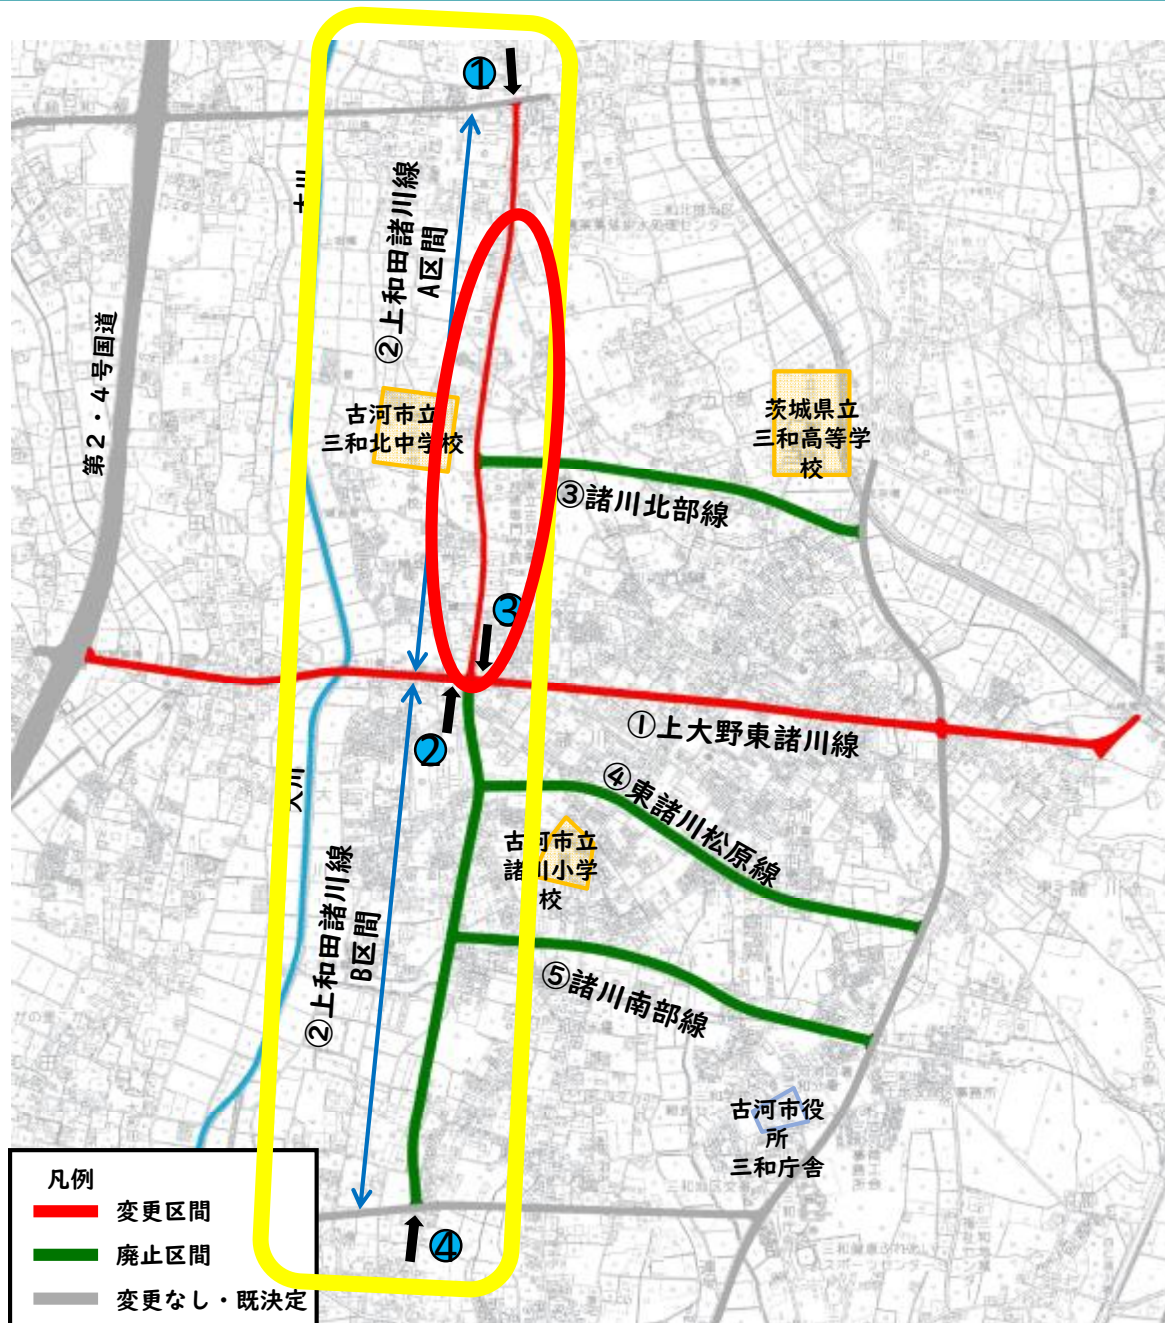 ①
②上和田諸川線
A区間
第2・4号国道
古河市立
三和北中学校
茨城県立
三和高等学
校
③諸川北部線
③
①上大野東諸川線
②
④東諸川松原線
古河市立
諸川小学
校
②上和田諸川線
B区間
⑤諸川南部線
古河市役
所
三和庁舎
④
凡例
変更区間
廃止区間
変更なし・既決定